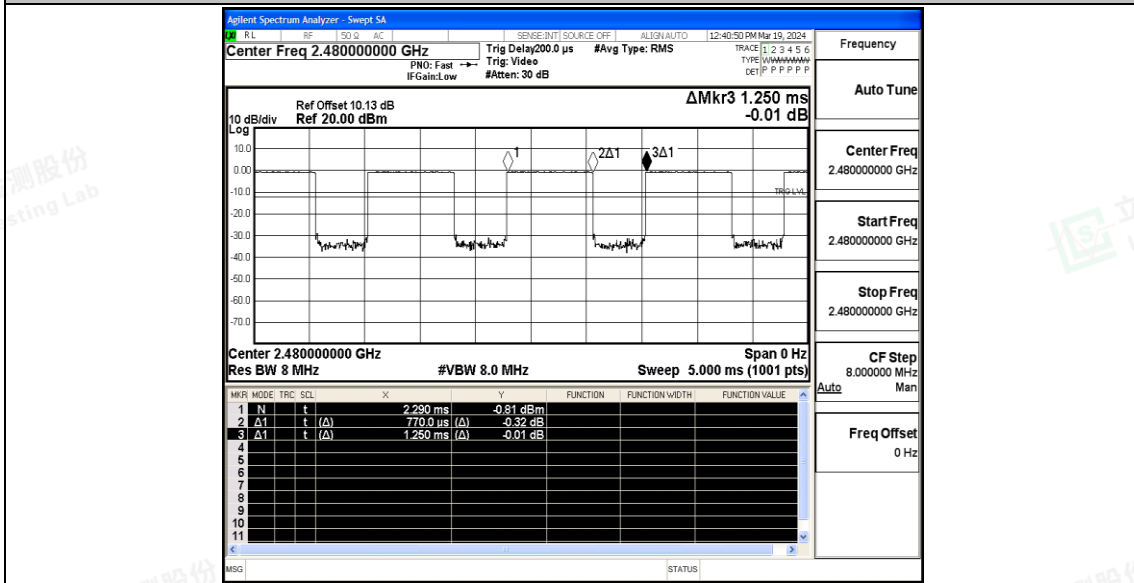 Agilent Spectrum Analyzer - Swept SA
LXI RL RF 50 Ω AC SENSE:INT SOURCE OFF ALIGN AUTO 12:40:50 PM Mar 19, 2024
Center Freq 2.480000000 GHz
PNO: Fast
IFGain:Low
Trig Delay200.0 µs #Avg Type: RMS
Trig: Video
#Atten: 30 dB
TRACE 1 2 3 4 5 6
TYPE WWWWWW
DET P P P P P P
Frequency
Auto Tune
Center Freq
2.480000000 GHz
Start Freq
2.480000000 GHz
Stop Freq
2.480000000 GHz
CF Step
8.000000 MHz
Auto Man
Freq Offset
0 Hz
Ref Offset 10.13 dB
10 dB/div Ref 20.00 dBm
Log
ΔMkr3 1.250 ms
-0.01 dB
10.0
0.00
-10.0
-20.0
-30.0
-40.0
-50.0
-60.0
-70.0
1
2Δ1
3Δ1
TRIG LVL
Center 2.480000000 GHz Span 0 Hz
Res BW 8 MHz #VBW 8.0 MHz Sweep 5.000 ms (1001 pts)
MKR MODE TRC SCL X Y FUNCTION FUNCTION WIDTH FUNCTION VALUE
1 N t 2.290 ms -0.81 dBm
2 Δ1 t (Δ) 770.0 µs (Δ) -0.32 dB
3 Δ1 t (Δ) 1.250 ms (Δ) -0.01 dB
4
5
6
7
8
9
10
11
MSG STATUS
测股份
sting Lab
立